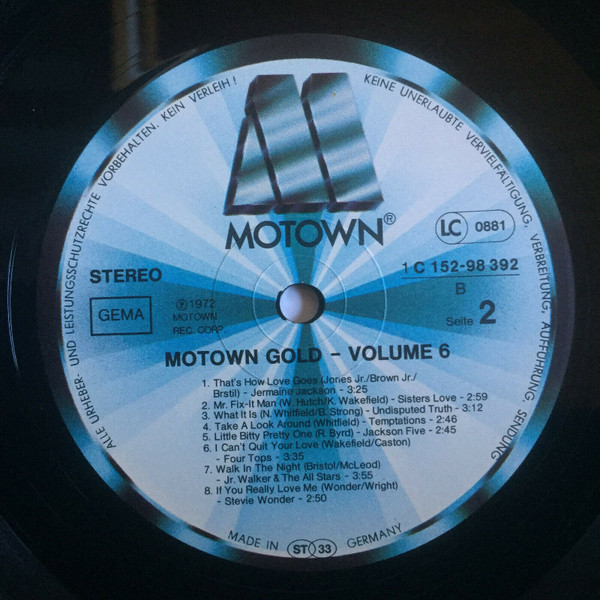 ALLE URHEBER- UND LEISTUNGSSCHUTZRECHTE VORBEHALTEN. KEIN VERLEIH! KEINE UNERLAUBTE VERVIELFÄLTIGUNG, VERBREITUNG, AUFFÜHRUNG, SENDUNG
MOTOWN®
LC 0881
STEREO
1 C 152-98 392
B
GEMA
℗ 1972
MOTOWN
REC. CORP.
Seite 2
MOTOWN GOLD – VOLUME 6
1. That's How Love Goes (Jones Jr./Brown Jr./
Brstil) - Jermaine Jackson - 3:25
2. Mr. Fix-It Man (W. Hutch/K. Wakefield) - Sisters Love - 2:59
3. What It Is (N. Whitfield/B. Strong) - Undisputed Truth - 3:12
4. Take A Look Around (Whitfield) - Temptations - 2:46
5. Little Bitty Pretty One (R. Byrd) - Jackson Five - 2:45
6. I Can't Quit Your Love (Wakefield/Caston)
- Four Tops - 3:35
7. Walk In The Night (Bristol/McLeod)
- Jr. Walker & The All Stars - 3:55
8. If You Really Love Me (Wonder/Wright)
- Stevie Wonder - 2:50
MADE IN GERMANY
ST 33